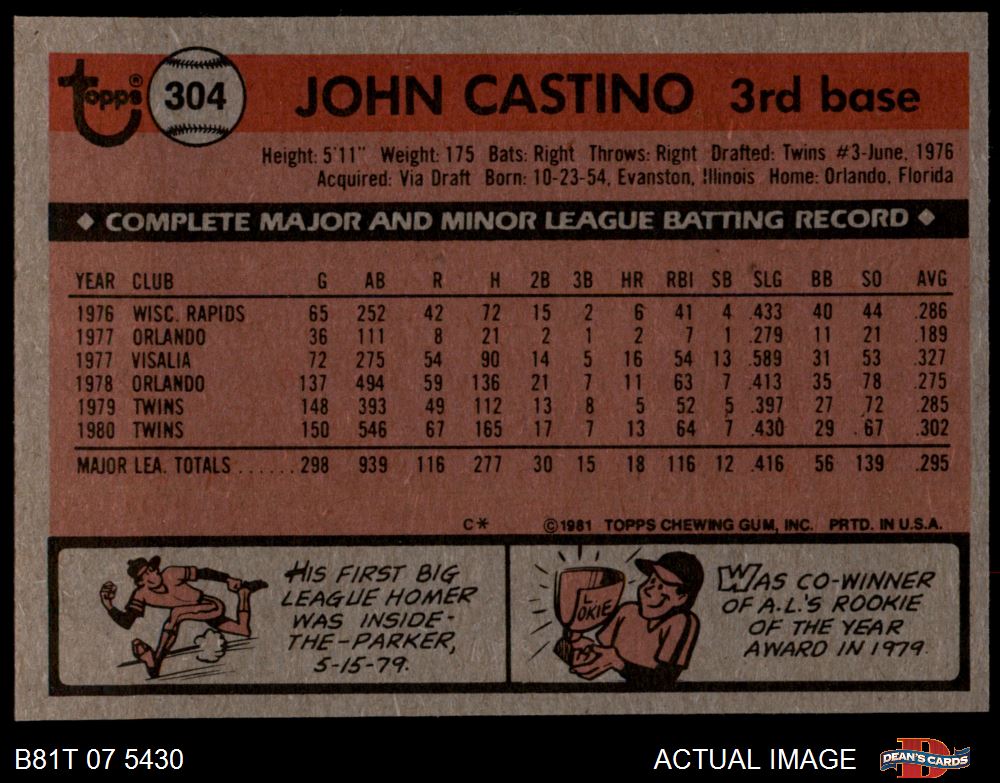 topps® 304 JOHN CASTINO 3rd base
Height: 5'11" Weight: 175 Bats: Right Throws: Right Drafted: Twins #3-June, 1976
Acquired: Via Draft Born: 10-23-54, Evanston, Illinois Home: Orlando, Florida
◆ COMPLETE MAJOR AND MINOR LEAGUE BATTING RECORD ◆
YEAR CLUB G AB R H 2B 3B HR RBI SB SLG BB SO AVG
1976 WISC. RAPIDS 65 252 42 72 15 2 6 41 4 .433 40 44 .286
1977 ORLANDO 36 111 8 21 2 1 2 7 1 .279 11 21 .189
1977 VISALIA 72 275 54 90 14 5 16 54 13 .589 31 53 .327
1978 ORLANDO 137 494 59 136 21 7 11 63 7 .413 35 78 .275
1979 TWINS 148 393 49 112 13 8 5 52 5 .397 27 72 .285
1980 TWINS 150 546 67 165 17 7 13 64 7 .430 29 67 .302
MAJOR LEA. TOTALS ...... 298 939 116 277 30 15 18 116 12 .416 56 139 .295
C* ©1981 TOPPS CHEWING GUM, INC. PRTD. IN U.S.A.
HIS FIRST BIG
LEAGUE HOMER
WAS INSIDE-
THE-PARKER,
5-15-79.
OKIE
'79
WAS CO-WINNER
OF A.L.'S ROOKIE
OF THE YEAR
AWARD IN 1979.
B81T 07 5430 ACTUAL IMAGE DEAN'S CARDS